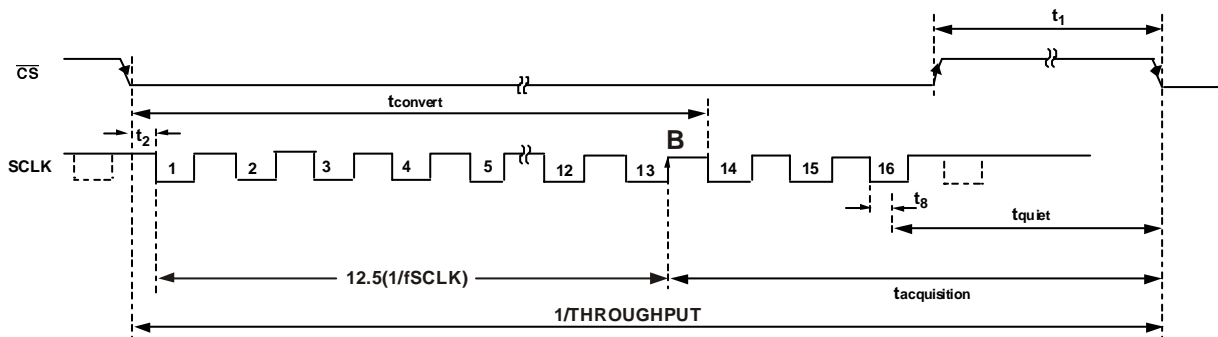 t1
CS
tconvert
t2
B
SCLK
1 2 3 4 5 12 13 14 15 16
t8
tquiet
12.5(1/fSCLK)
tacquisition
1/THROUGHPUT